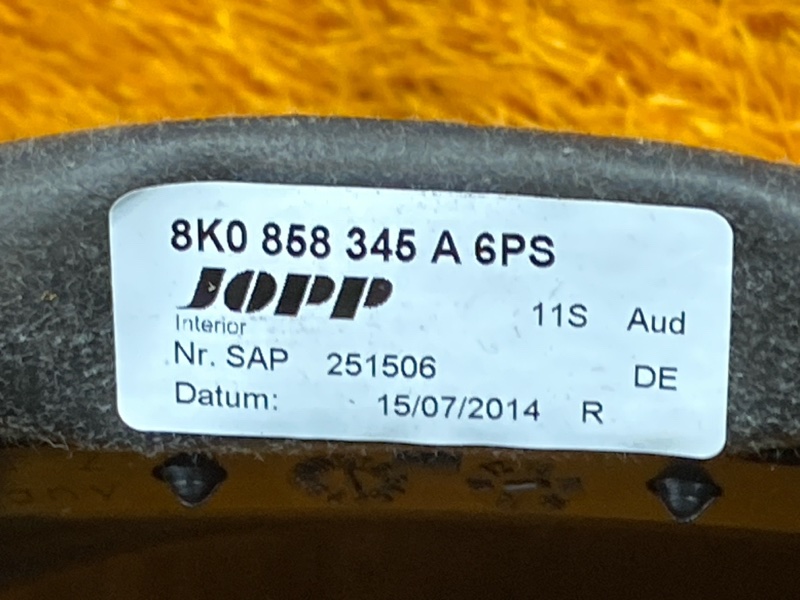 8K0 858 345 A 6PS
JOPP
Interior
11S Aud
Nr. SAP 251506
DE
Datum: 15/07/2014 R